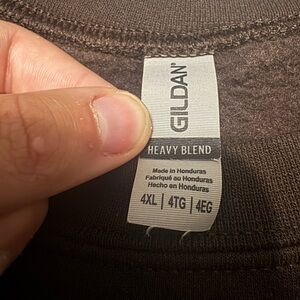 GILDAN
HEAVY BLEND
Made in Honduras
Fabriqué au Honduras
Hecho en Honduras
4XL | 4TG | 4EG